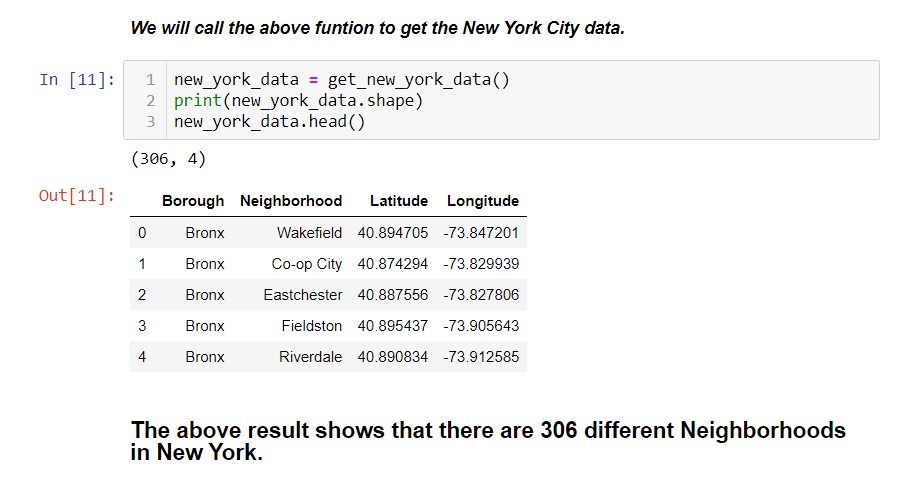 We will call the above funtion to get the New York City data.
In [11]:
1 new_york_data = get_new_york_data()
2 print(new_york_data.shape)
3 new_york_data.head()
(306, 4)
Out[11]:
Borough Neighborhood Latitude Longitude
0 Bronx Wakefield 40.894705 -73.847201
1 Bronx Co-op City 40.874294 -73.829939
2 Bronx Eastchester 40.887556 -73.827806
3 Bronx Fieldston 40.895437 -73.905643
4 Bronx Riverdale 40.890834 -73.912585
The above result shows that there are 306 different Neighborhoods
in New York.